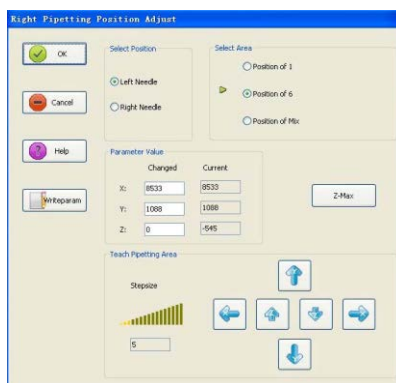 Right Pipetting Position Adjust
OK
Cancel
Help
Writeparam
Select Position
Left Needle
Right Needle
Select Area
Position of 1
Position of 6
Position of Mix
Parameter Value
Changed Current
X: 8533 8533
Y: 1088 1088
Z: 0 -545
Z-Max
Teach Pipetting Area
Stepsize
5